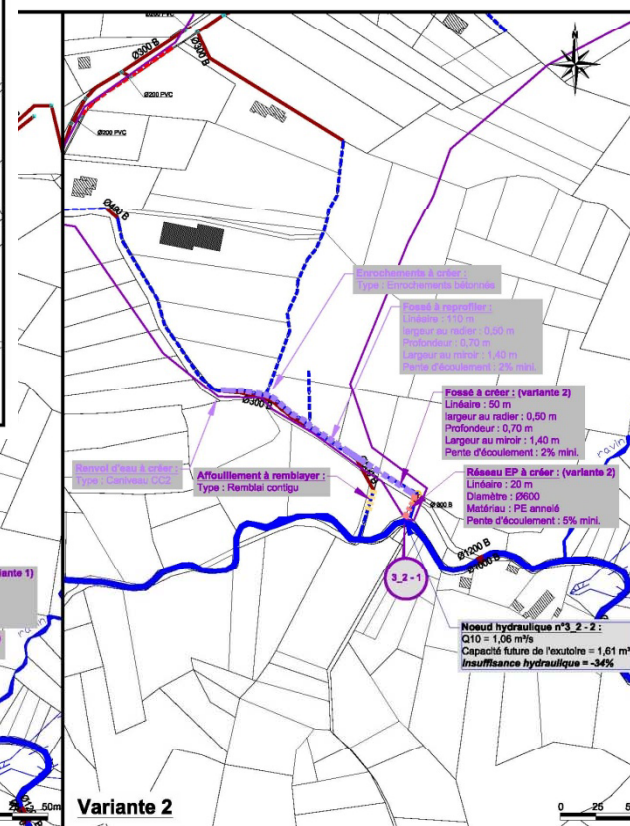 N
Ø300 B
Ø300 B
Ø200 PVC
Ø200 PVC
Ø400 B
Enrochements à créer :
Type : Enrochements bétonnés
Fossé à reprofiler :
Linéaire : 110 m
largeur au radier : 0,50 m
Profondeur : 0,70 m
Largeur au miroir : 1,40 m
Pente d'écoulement : 2% mini.
Fossé à créer : (variante 2)
Linéaire : 50 m
largeur au radier : 0,50 m
Profondeur : 0,70 m
Largeur au miroir : 1,40 m
Pente d'écoulement : 2% mini.
Ø300 B
ravin
Renvoi d'eau à créer :
Type : Caniveau CC2
Affouillement à remblayer :
Type : Remblai contigu
Réseau EP à créer : (variante 2)
Linéaire : 20 m
Diamètre : Ø600
Matériau : PE annelé
Pente d'écoulement : 5% mini.
Ø300 B
Ø1200 B
Ø1000 B
3_2 - 1
iante 1)
ravin
Noeud hydraulique n°3_2 - 2 :
Q10 = 1,06 m³/s
Capacité future de l'exutoire = 1,61 m³
Insuffisance hydraulique = -34%
Variante 2
50m
0 25